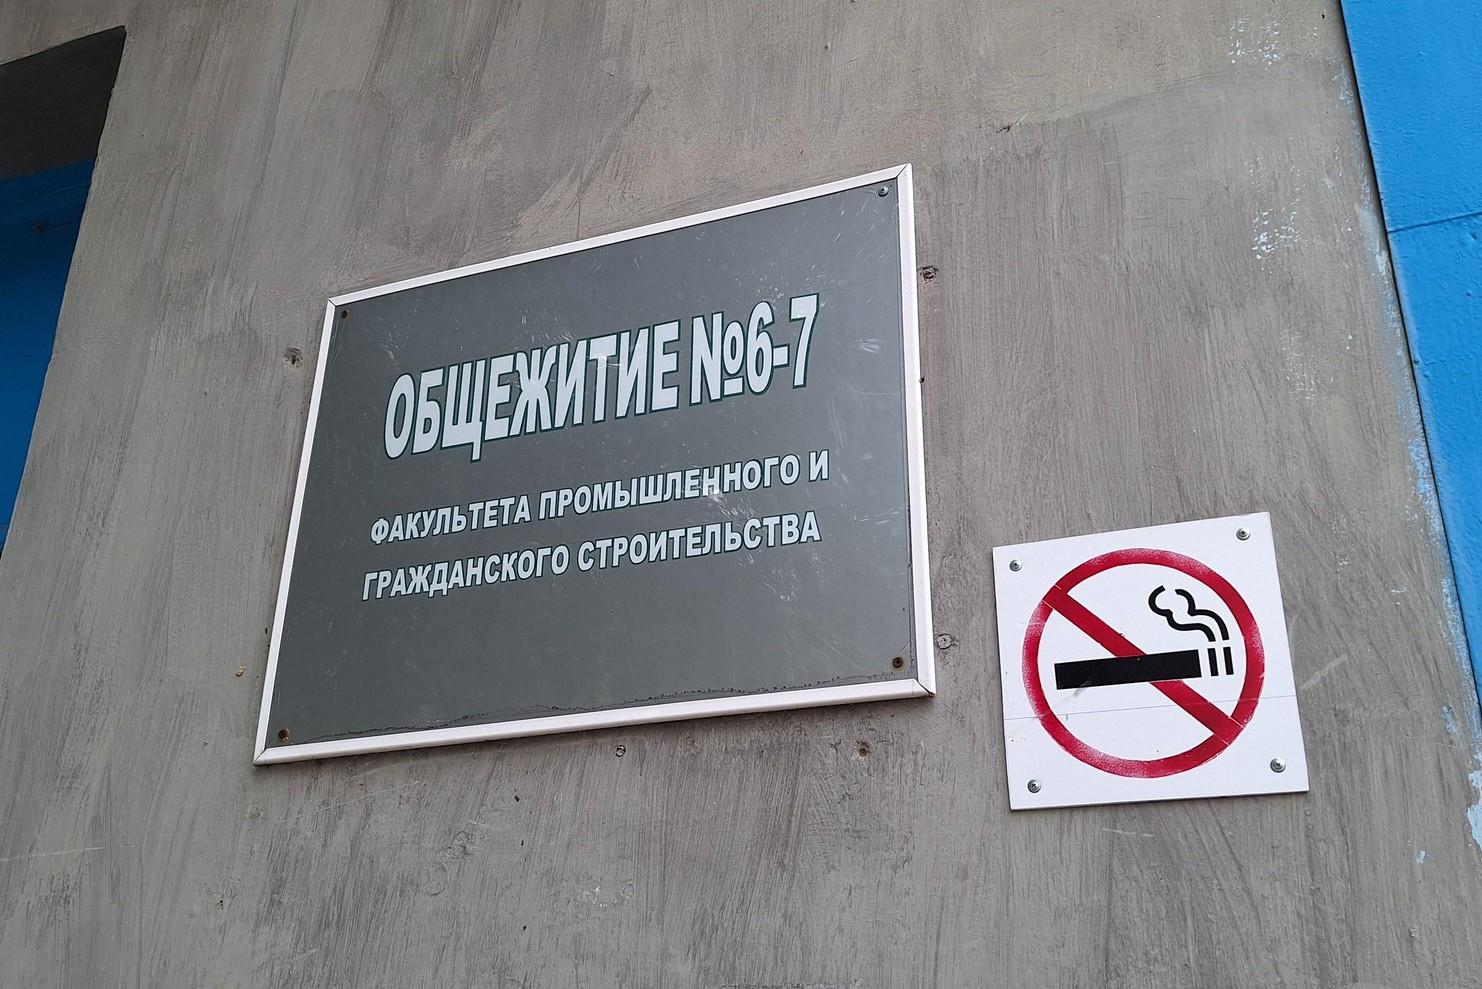 ОБЩЕЖИТИЕ №6-7
ФАКУЛЬТЕТА ПРОМЫШЛЕННОГО И
ГРАЖДАНСКОГО СТРОИТЕЛЬСТВА